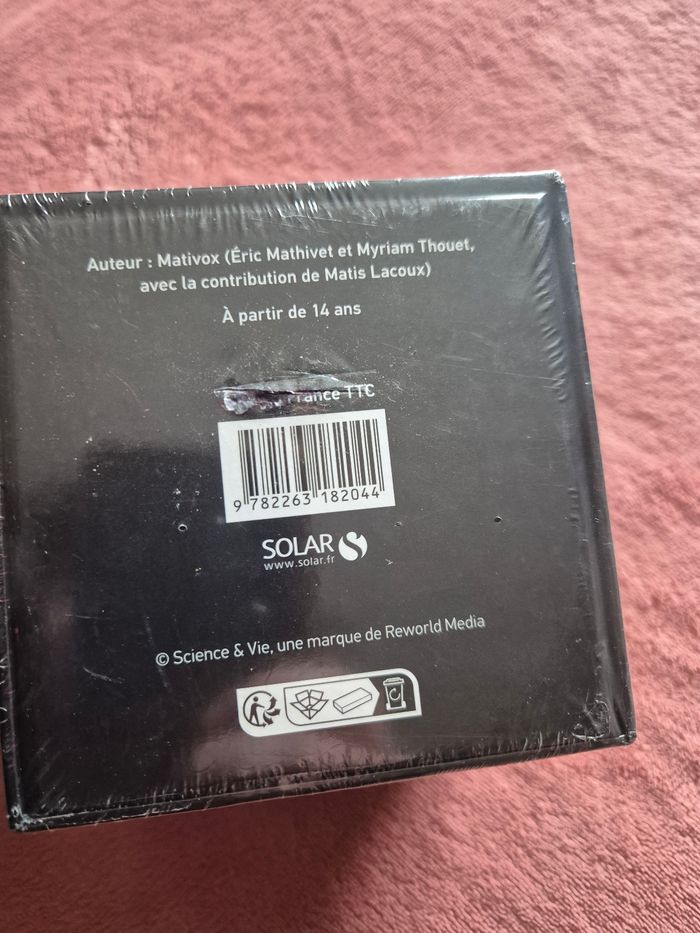 Auteur : Mativox (Éric Mathivet et Myriam Thouet,
avec la contribution de Matis Lacoux)
À partir de 14 ans
France TTC
9 782263 182044
SOLAR
www.solar.fr
© Science & Vie, une marque de Reworld Media